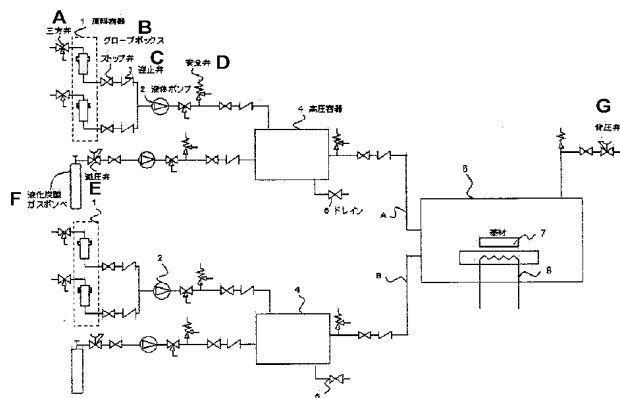 A
三方弁
1 原料容器
B
グローブボックス
ストップ弁
C
3 逆止弁
2 液体ポンプ
安全弁
D
4 高圧容器
G
背圧弁
F
液化炭酸
ガスボンベ
E
減圧弁
1
5 ドレイン
A
6
基材
7
8
B
2
4
5